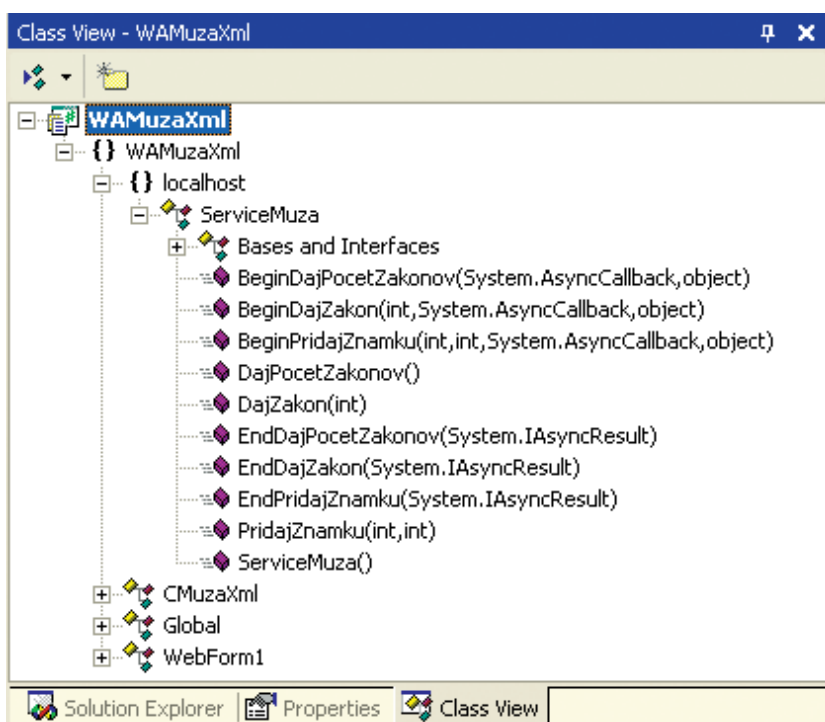 Class View - WAMuzaXml
WAMuzaXml
{} WAMuzaXml
{} localhost
ServiceMuza
Bases and Interfaces
BeginDajPocetZakonov(System.AsyncCallback,object)
BeginDajZakon(int,System.AsyncCallback,object)
BeginPridajZnamku(int,int,System.AsyncCallback,object)
DajPocetZakonov()
DajZakon(int)
EndDajPocetZakonov(System.IAsyncResult)
EndDajZakon(System.IAsyncResult)
EndPridajZnamku(System.IAsyncResult)
PridajZnamku(int,int)
ServiceMuza()
CMuzaXml
Global
WebForm1
Solution Explorer Properties Class View